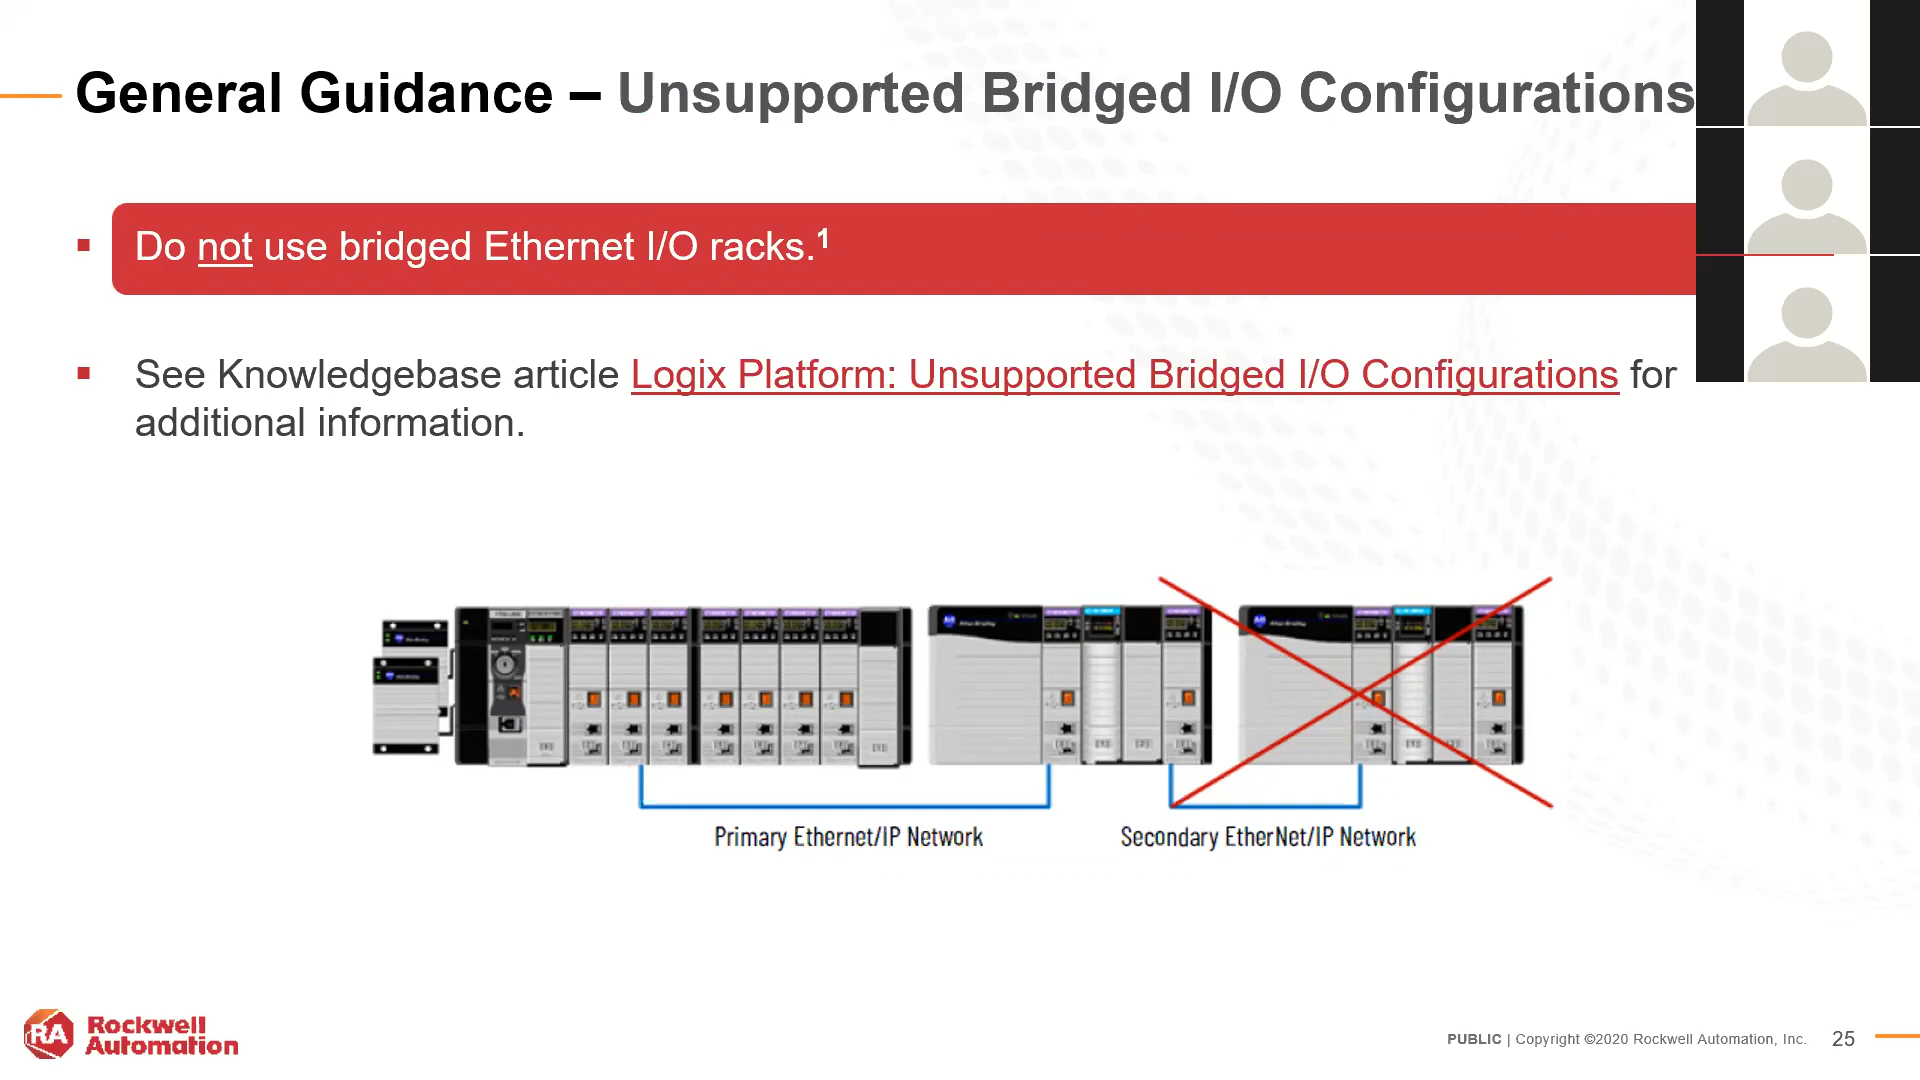 General Guidance – Unsupported Bridged I/O Configurations
Do not use bridged Ethernet I/O racks.1
See Knowledgebase article Logix Platform: Unsupported Bridged I/O Configurations for
additional information.
Primary Ethernet/IP Network
Secondary EtherNet/IP Network
RA Rockwell
Automation
PUBLIC | Copyright ©2020 Rockwell Automation, Inc. 25